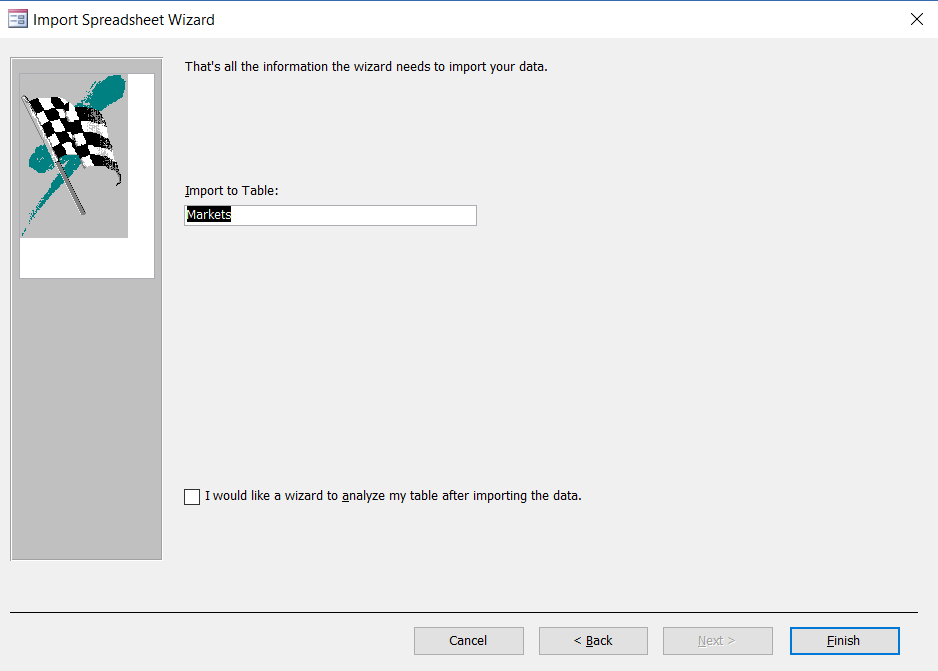 Import Spreadsheet Wizard
That's all the information the wizard needs to import your data.
Import to Table:
Markets
I would like a wizard to analyze my table after importing the data.
Cancel
< Back
Next >
Finish